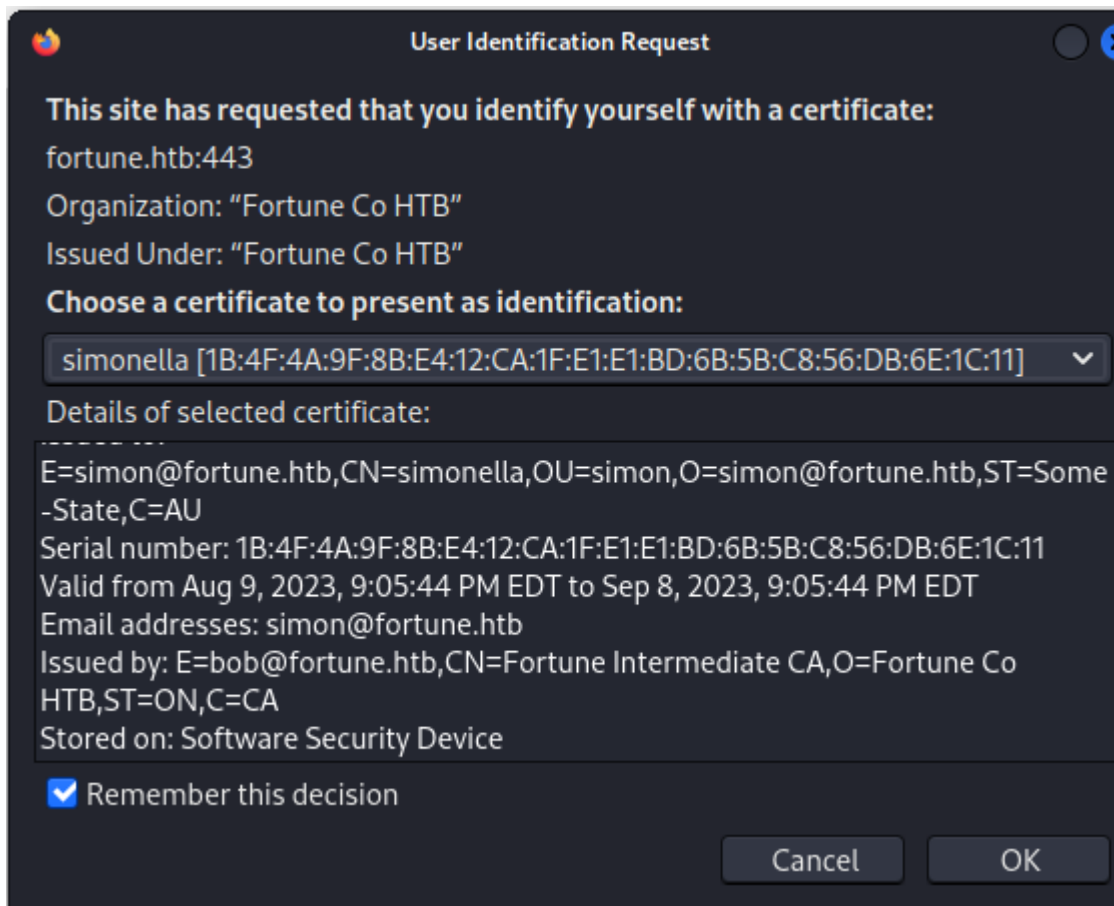 User Identification Request
This site has requested that you identify yourself with a certificate:
fortune.htb:443
Organization: “Fortune Co HTB”
Issued Under: “Fortune Co HTB”
Choose a certificate to present as identification:
simonella [1B:4F:4A:9F:8B:E4:12:CA:1F:E1:E1:BD:6B:5B:C8:56:DB:6E:1C:11]
Details of selected certificate:
E=simon@fortune.htb,CN=simonella,OU=simon,O=simon@fortune.htb,ST=Some
-State,C=AU
Serial number: 1B:4F:4A:9F:8B:E4:12:CA:1F:E1:E1:BD:6B:5B:C8:56:DB:6E:1C:11
Valid from Aug 9, 2023, 9:05:44 PM EDT to Sep 8, 2023, 9:05:44 PM EDT
Email addresses: simon@fortune.htb
Issued by: E=bob@fortune.htb,CN=Fortune Intermediate CA,O=Fortune Co
HTB,ST=ON,C=CA
Stored on: Software Security Device
Remember this decision
Cancel
OK